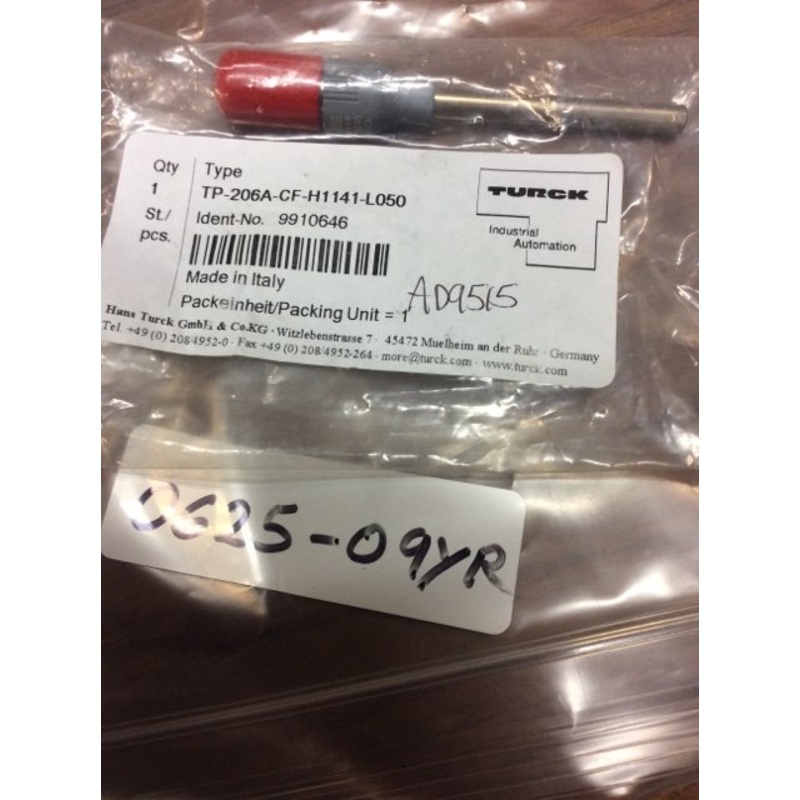 Qty Type
1 TP-206A-CF-H1141-L050
St./ Ident-No. 9910646
pcs.
Made in Italy
Packeinheit/Packing Unit = 1
TURCK
Industrial
Automation
AD9515
Hans Turck GmbH & Co.KG · Witzlebenstrasse 7 · 45472 Muelheim an der Ruhr · Germany
Tel. +49 (0) 208/4952-0 · Fax +49 (0) 208/4952-264 · more@turck.com · www.turck.com
0625-09YR